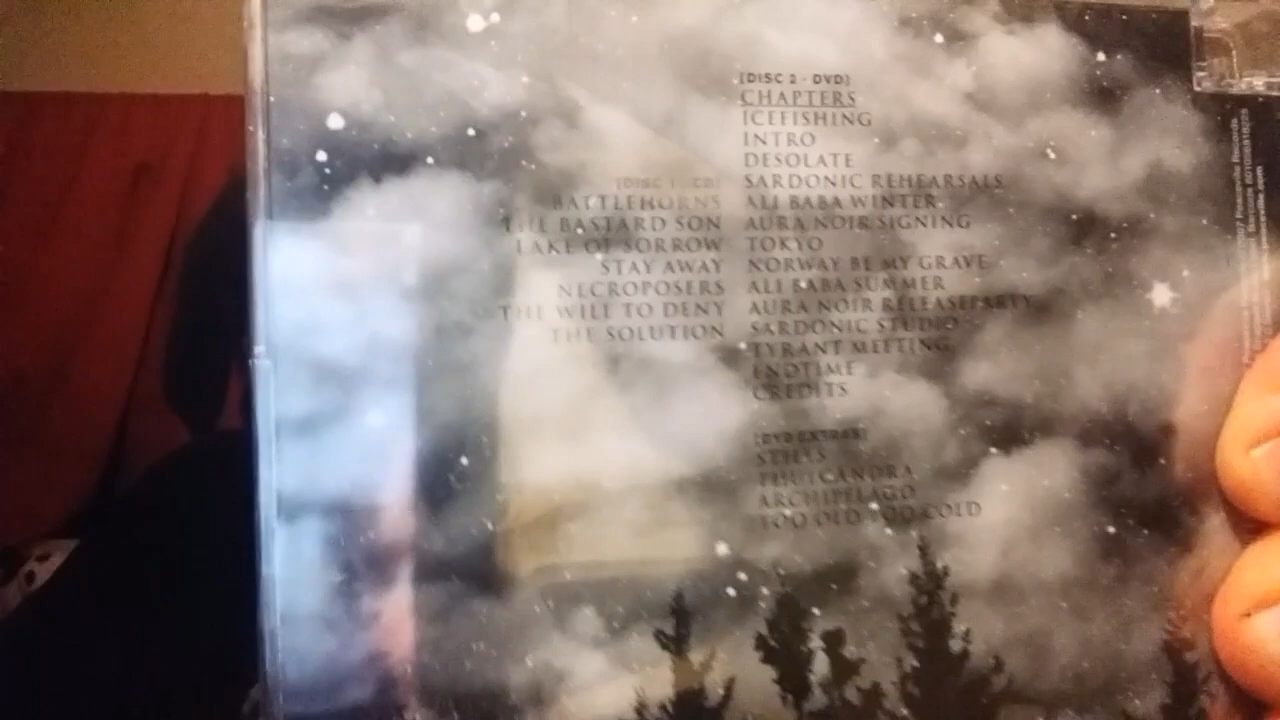 [DISC 1 - CD]
BATTLEHORNS
THE BASTARD SON
LAKE OF SORROW
STAY AWAY
NECROPOSERS
THE WILL TO DENY
THE SOLUTION
[DISC 2 - DVD]
CHAPTERS
ICEFISHING
INTRO
DESOLATE
SARDONIC REHEARSALS
ALI BABA WINTER
AURA NOIR SIGNING
TOKYO
NORWAY BE MY GRAVE
ALI BABA SUMMER
AURA NOIR RELEASEPARTY
SARDONIC STUDIO
TYRANT MEETING
ENDTIME
CREDITS
[DVD EXTRAS]
STILLS
ARCHIPELAGO
TOO OLD TOO COLD
2007 Peaceville Records